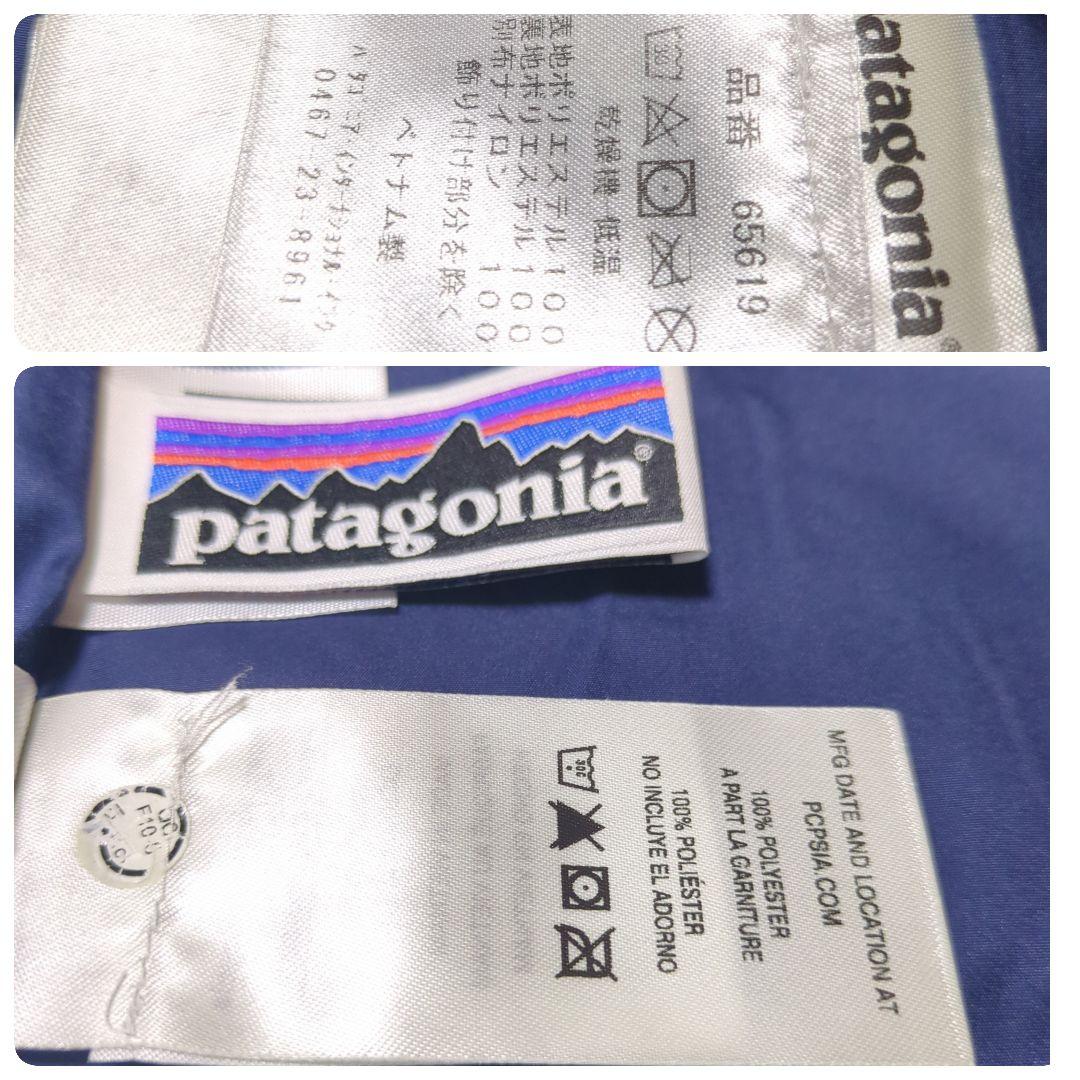 patagonia®
品番 65619
30
乾燥機 低温
表地ポリエステル100
裏地ポリエステル100
別布ナイロン 100
飾り付け部分を除く
ベトナム製
パタゴニア・インターナショナル・インク
0467-23-8961
patagonia®
MFG DATE AND LOCATION AT
PCPSIA.COM
100% POLYESTER
A PART LA GARNITURE
100% POLIÉSTER
NO INCLUYE EL ADORNO
30C